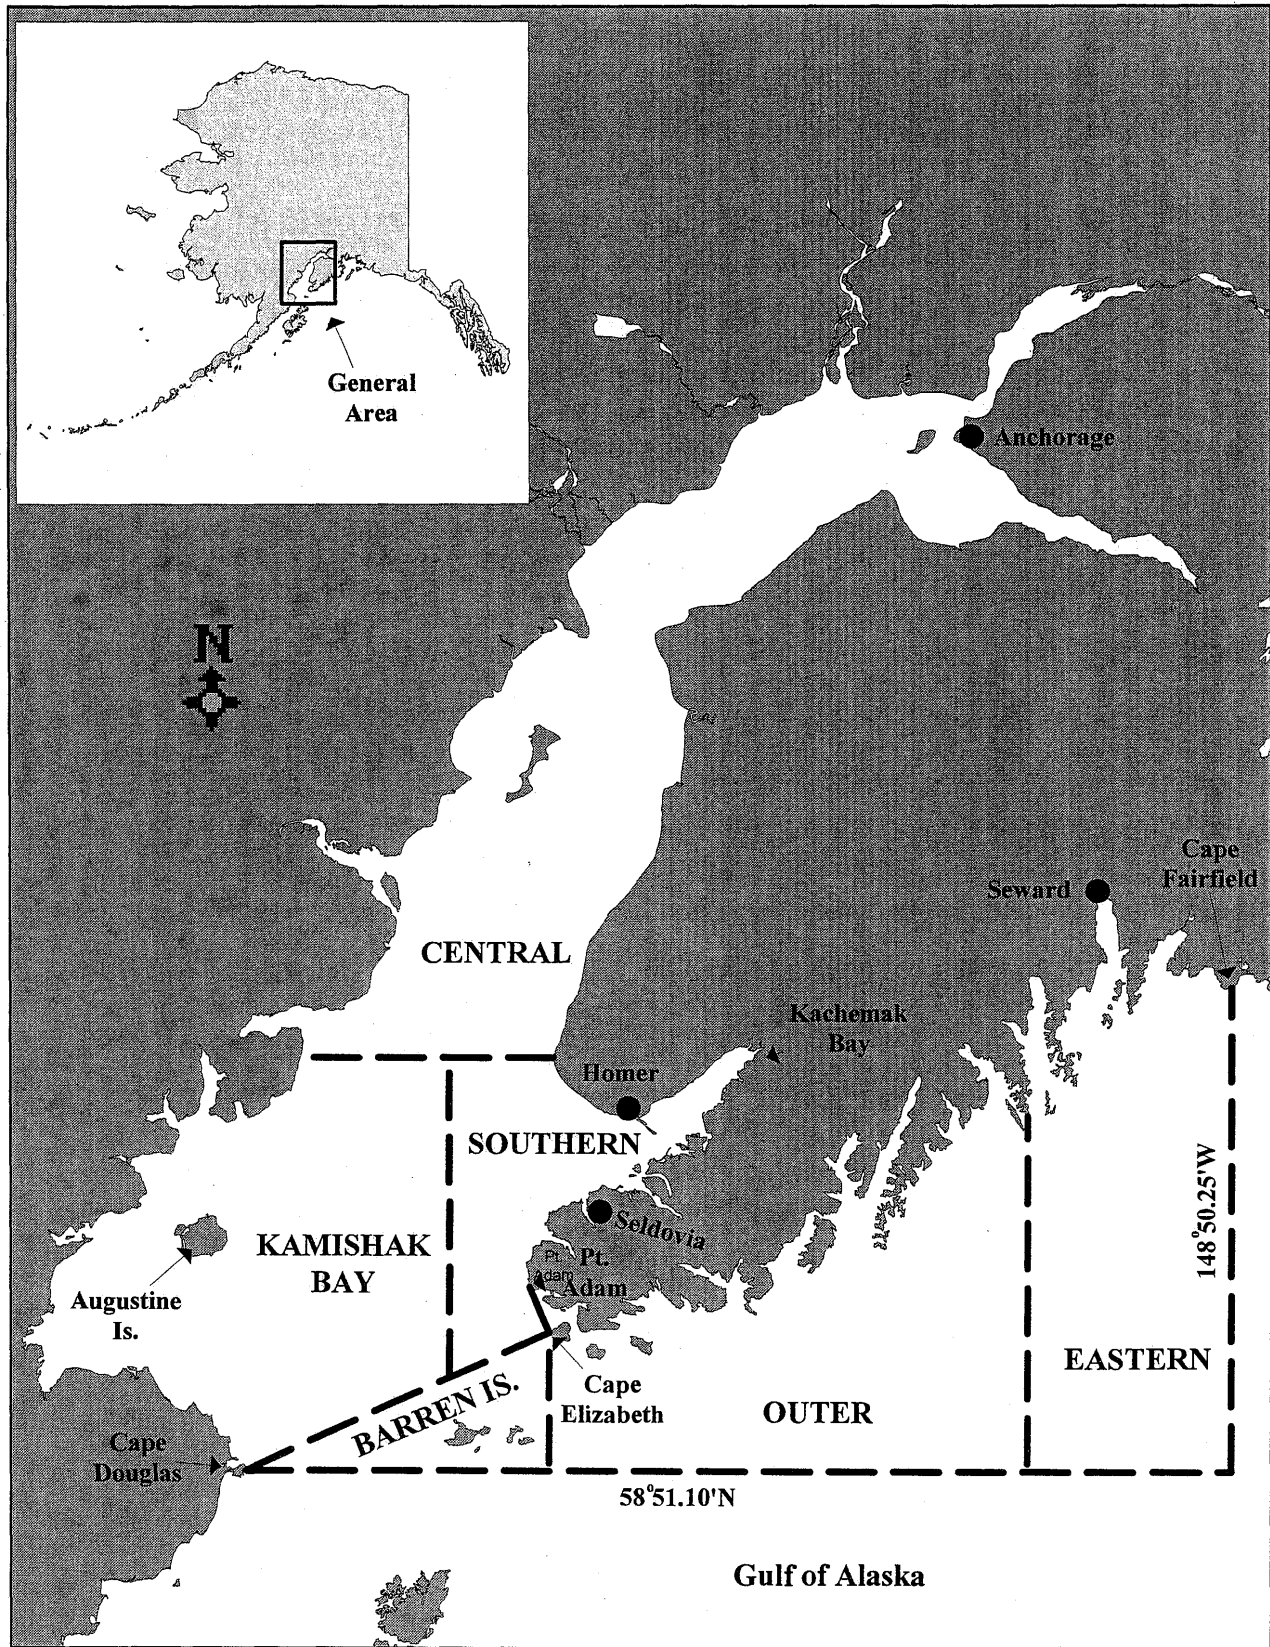 General
Area
Anchorage
N
Cape
Fairfield
Seward
CENTRAL
Kachemak
Bay
Homer
SOUTHERN
148°50.25'W
Seldovia
KAMISHAK
BAY
Pt.
Adam
Pt.
Adam
Augustine
Is.
EASTERN
BARREN IS.
Cape
Elizabeth
OUTER
Cape
Douglas
58°51.10'N
Gulf of Alaska